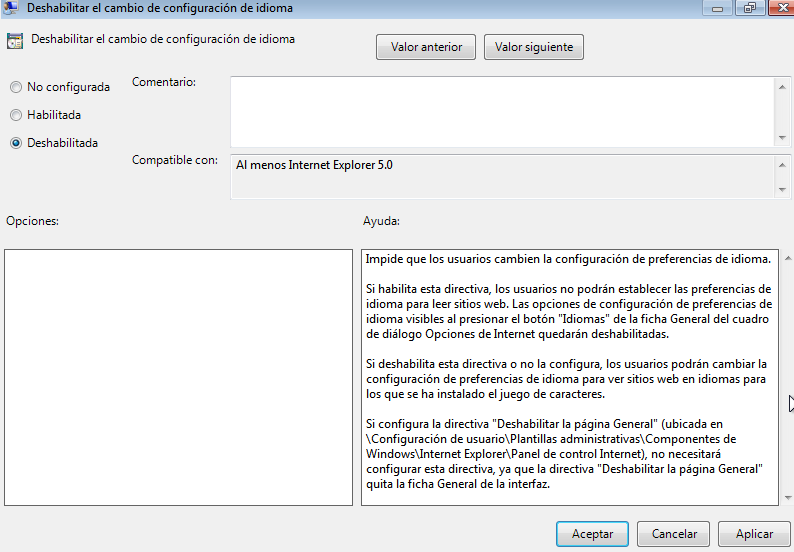 Deshabilitar el cambio de configuración de idioma
Deshabilitar el cambio de configuración de idioma
Valor anterior
Valor siguiente
No configurada
Habilitada
Deshabilitada
Comentario:
Compatible con:
Al menos Internet Explorer 5.0
Opciones:
Ayuda:
Impide que los usuarios cambien la configuración de preferencias de idioma.
Si habilita esta directiva, los usuarios no podrán establecer las preferencias de
idioma para leer sitios web. Las opciones de configuración de preferencias de
idioma visibles al presionar el botón "Idiomas" de la ficha General del cuadro
de diálogo Opciones de Internet quedarán deshabilitadas.
Si deshabilita esta directiva o no la configura, los usuarios podrán cambiar la
configuración de preferencias de idioma para ver sitios web en idiomas para
los que se ha instalado el juego de caracteres.
Si configura la directiva "Deshabilitar la página General" (ubicada en
\Configuración de usuario\Plantillas administrativas\Componentes de
Windows\Internet Explorer\Panel de control Internet), no necesitará
configurar esta directiva, ya que la directiva "Deshabilitar la página General"
quita la ficha General de la interfaz.
Aceptar
Cancelar
Aplicar